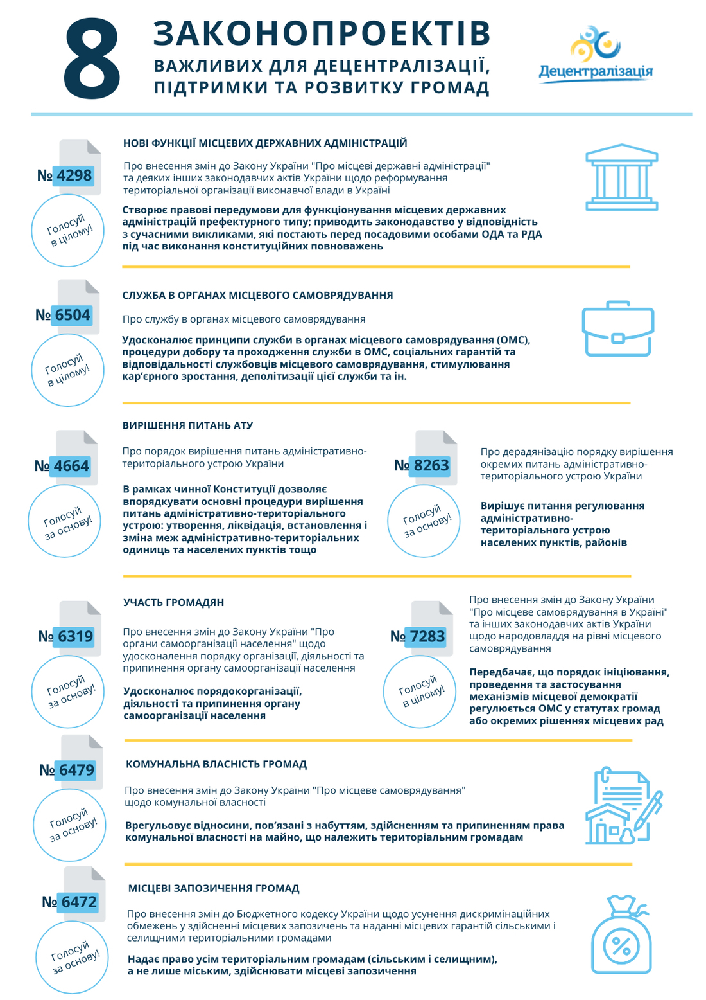 8
ЗАКОНОПРОЕКТІВ
ВАЖЛИВИХ ДЛЯ ДЕЦЕНТРАЛІЗАЦІЇ,
ПІДТРИМКИ ТА РОЗВИТКУ ГРОМАД
Децентралізація
НОВІ ФУНКЦІЇ МІСЦЕВИХ ДЕРЖАВНИХ АДМІНІСТРАЦІЙ
№ 4298
Про внесення змін до Закону України "Про місцеві державні адміністрації"
та деяких інших законодавчих актів України щодо реформування
територіальної організації виконавчої влади в Україні
Голосуй
в цілому!
Створює правові передумови для функціонування місцевих державних
адміністрацій префектурного типу; приводить законодавство у відповідність
з сучасними викликами, які постають перед посадовими особами ОДА та РДА
під час виконання конституційних повноважень
СЛУЖБА В ОРГАНАХ МІСЦЕВОГО САМОВРЯДУВАННЯ
№ 6504
Про службу в органах місцевого самоврядування
Голосуй
в цілому!
Удосконалює принципи служби в органах місцевого самоврядування (ОМС),
процедури добору та проходження служби в ОМС, соціальних гарантій та
відповідальності службовців місцевого самоврядування, стимулювання
кар’єрного зростання, деполітизації цієї служби та ін.
ВИРІШЕННЯ ПИТАНЬ АТУ
№ 4664
Про порядок вирішення питань адміністративно-
територіального устрою України
Голосуй
за основу!
В рамках чинної Конституції дозволяє
впорядкувати основні процедури вирішення
питань адміністративно-територіального
устрою: утворення, ліквідація, встановлення і
зміна меж адміністративно-територіальних
одиниць та населених пунктів тощо
№ 8263
Про дерадянізацію порядку вирішення
окремих питань адміністративно-
територіального устрою України
Голосуй
за основу!
Вирішує питання регулювання
адміністративно-
територіального устрою
населених пунктів, районів
УЧАСТЬ ГРОМАДЯН
№ 6319
Про внесення змін до Закону України "Про
органи самоорганізації населення" щодо
удосконалення порядку організації, діяльності та
припинення органу самоорганізації населення
Голосуй
за основу!
Удосконалює порядокорганізації,
діяльності та припинення органу
самоорганізації населення
№ 7283
Про внесення змін до Закону України
"Про місцеве самоврядування в Україні"
та інших законодавчих актів України
щодо народовладдя на рівні місцевого
самоврядування
Голосуй
в цілому!
Передбачає, що порядок ініціювання,
проведення та застосування
механізмів місцевої демократії
регулюється ОМС у статутах громад
або окремих рішеннях місцевих рад
КОМУНАЛЬНА ВЛАСНІСТЬ ГРОМАД
№ 6479
Про внесення змін до Закону України "Про місцеве самоврядування"
щодо комунальної власності
Голосуй
за основу!
Врегульовує відносини, пов’язані з набуттям, здійсненням та припиненням права
комунальної власності на майно, що належить територіальним громадам
МІСЦЕВІ ЗАПОЗИЧЕННЯ ГРОМАД
№ 6472
Про внесення змін до Бюджетного кодексу України щодо усунення дискримінаційних
обмежень у здійсненні місцевих запозичень та наданні місцевих гарантій сільськими і
селищними територіальними громадами
Голосуй
за основу!
Надає право усім територіальним громадам (сільським і селищним),
а не лише міським, здійснювати місцеві запозичення